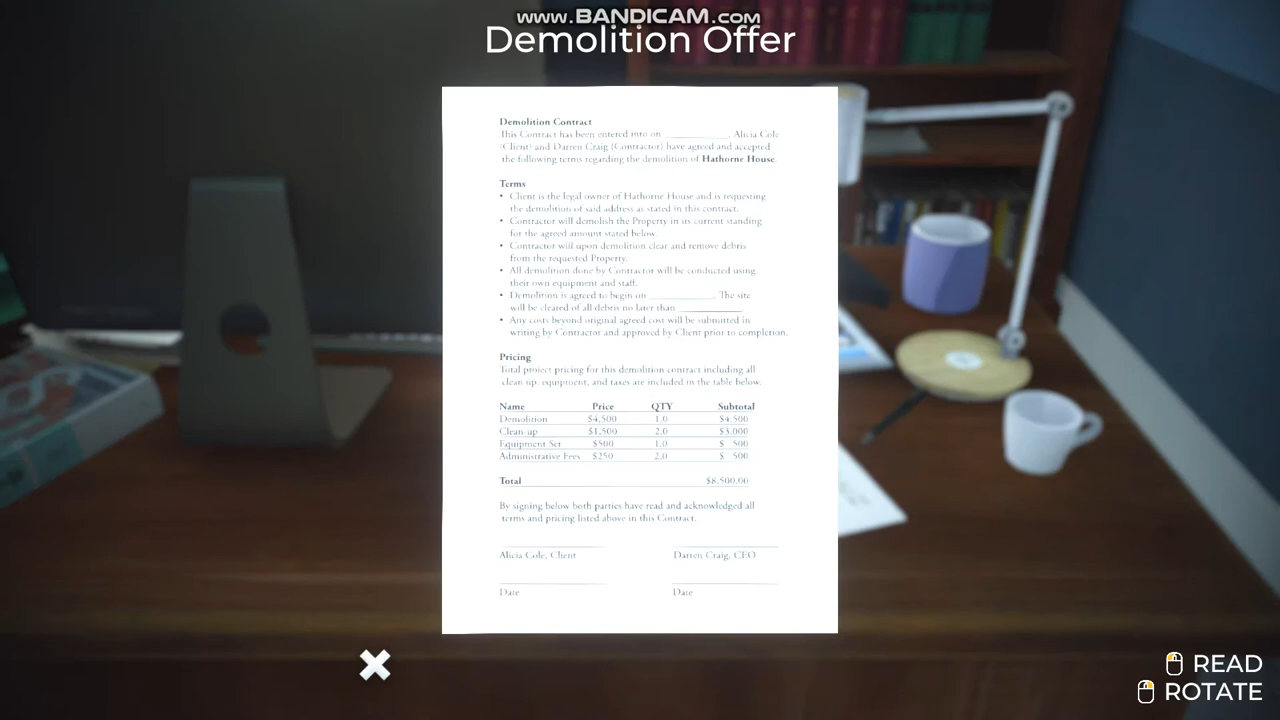 www.BANDICAM.com
Demolition Offer
Demolition Contract
This Contract has been entered into on ____________. Alicia Cole
(Client) and Darren Craig (Contractor) have agreed and accepted
the following terms regarding the demolition of Hathorne House.
Terms
• Client is the legal owner of Hathorne House and is requesting
the demolition of said address as stated in this contract.
• Contractor will demolish the Property in its current standing
for the agreed amount stated below.
• Contractor will upon demolition clear and remove debris
from the requested Property.
• All demolition done by Contractor will be conducted using
their own equipment and staff.
• Demolition is agreed to begin on ____________. The site
will be cleared of all debris no later than ____________.
• Any costs beyond original agreed cost will be submitted in
writing by Contractor and approved by Client prior to completion.
Pricing
Total project pricing for this demolition contract including all
clean up, equipment, and taxes are included in the table below.
Name Price QTY Subtotal
Demolition $4,500 1.0 $4,500
Clean-up $1,500 2.0 $3,000
Equipment Set $500 1.0 $ 500
Administrative Fees $250 2.0 $ 500
Total $8,500.00
By signing below both parties have read and acknowledged all
terms and pricing listed above in this Contract.
Alicia Cole, Client Darren Craig, CEO
Date Date
READ
ROTATE